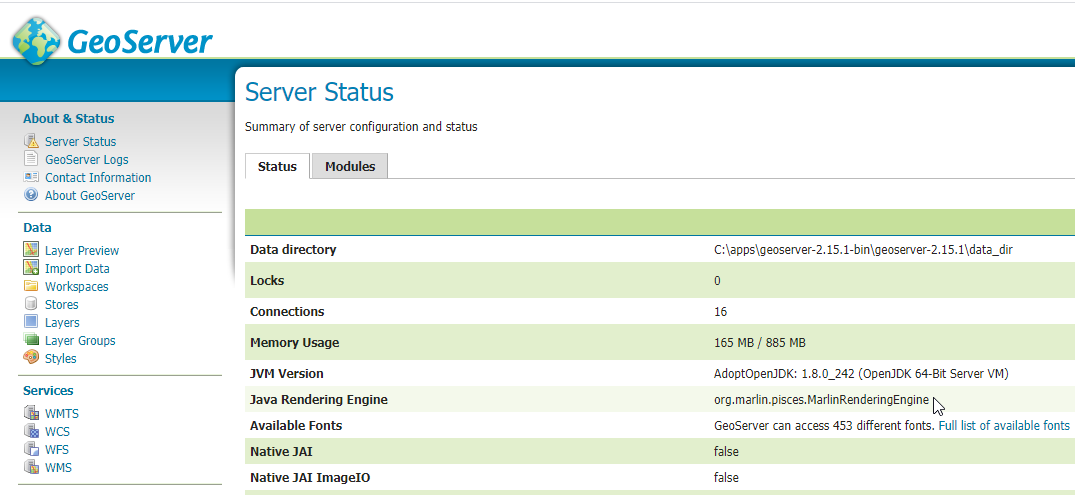 GeoServer
Server Status
Summary of server configuration and status
About & Status
Server Status
GeoServer Logs
Contact Information
About GeoServer
Data
Layer Preview
Import Data
Workspaces
Stores
Layers
Layer Groups
Styles
Services
WMTS
WCS
WFS
WMS
Status Modules
Data directory C:\apps\geoserver-2.15.1-bin\geoserver-2.15.1\data_dir
Locks 0
Connections 16
Memory Usage 165 MB / 885 MB
JVM Version AdoptOpenJDK: 1.8.0_242 (OpenJDK 64-Bit Server VM)
Java Rendering Engine org.marlin.pisces.MarlinRenderingEngine
Available Fonts GeoServer can access 453 different fonts. Full list of available fonts
Native JAI false
Native JAI ImageIO false